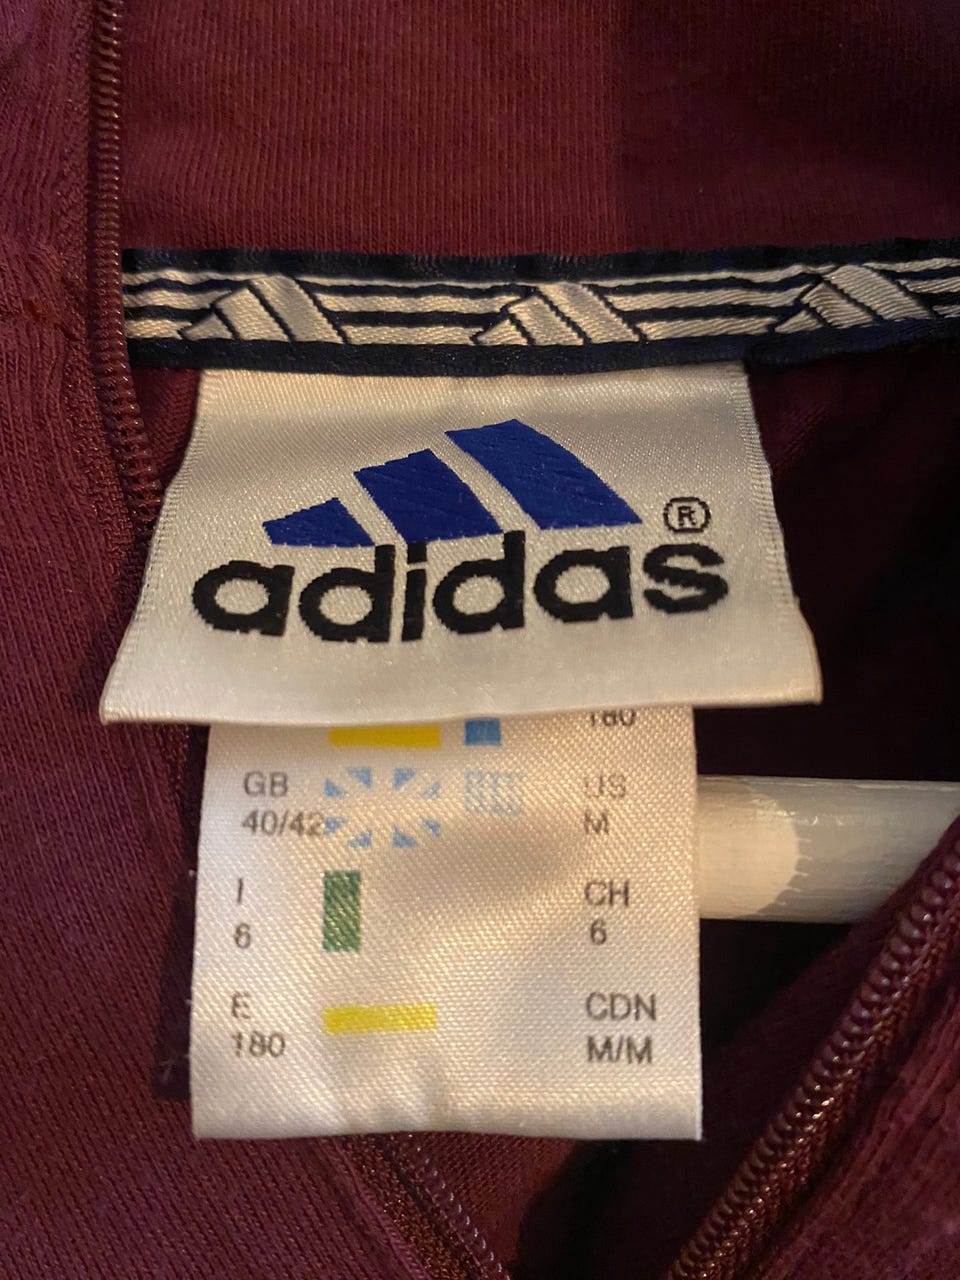 adidas®
180
GB US
40/42 M
I CH
6 6
E CDN
180 M/M